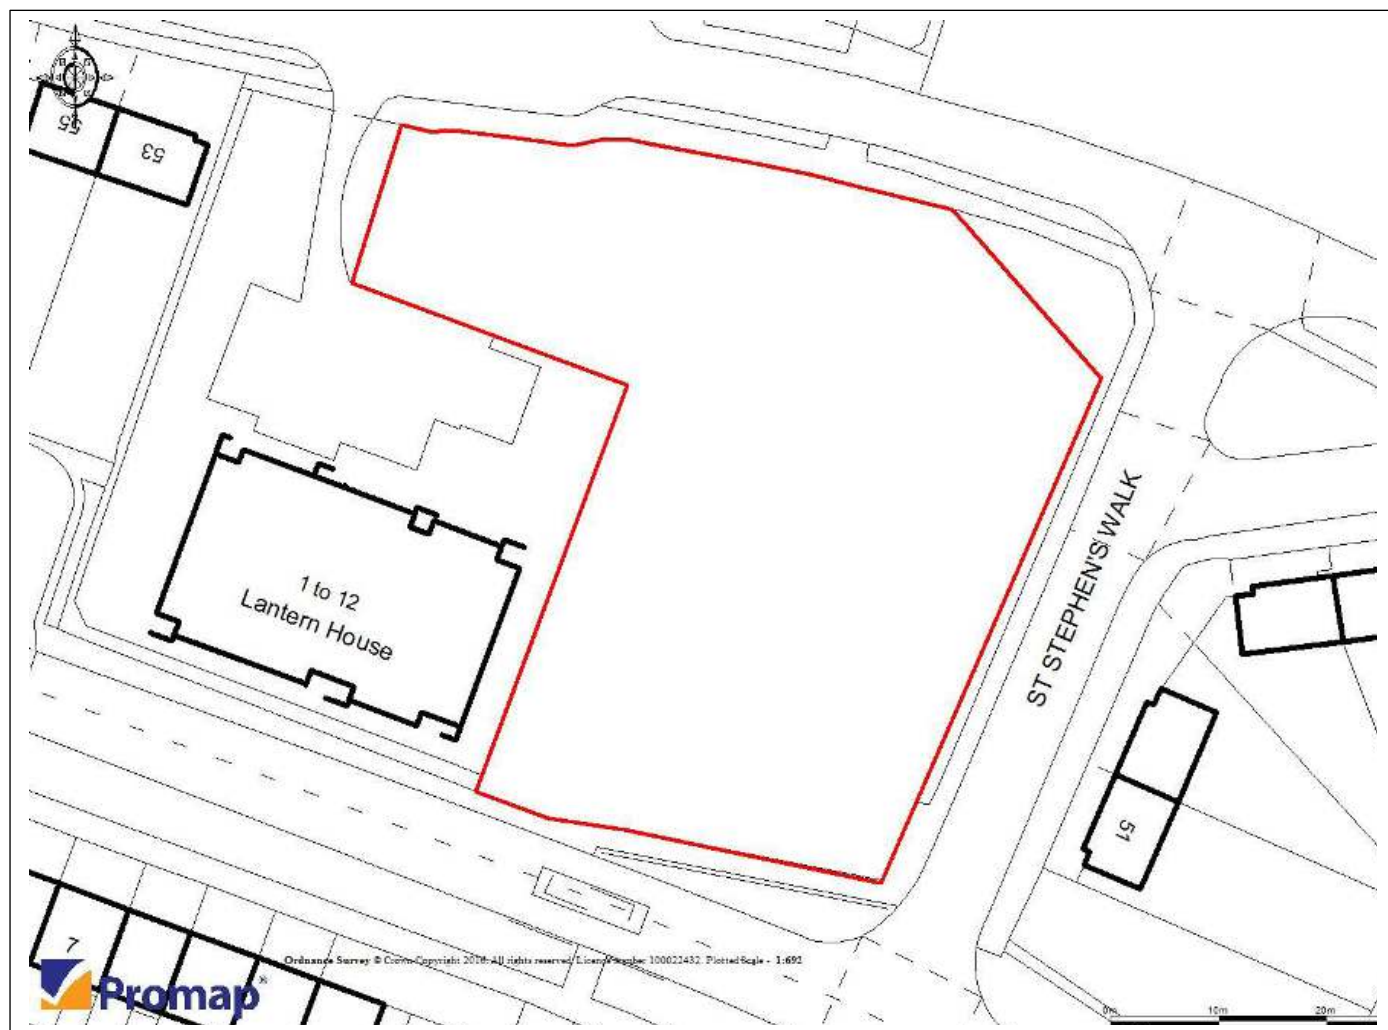 55
53
1 to 12
Lantern House
ST STEPHEN'S WALK
51
7
Ordnance Survey © Crown Copyright 2016. All rights reserved. Licence number 100022432. Plotted Scale - 1:692
Promap®
0m 10m 20m